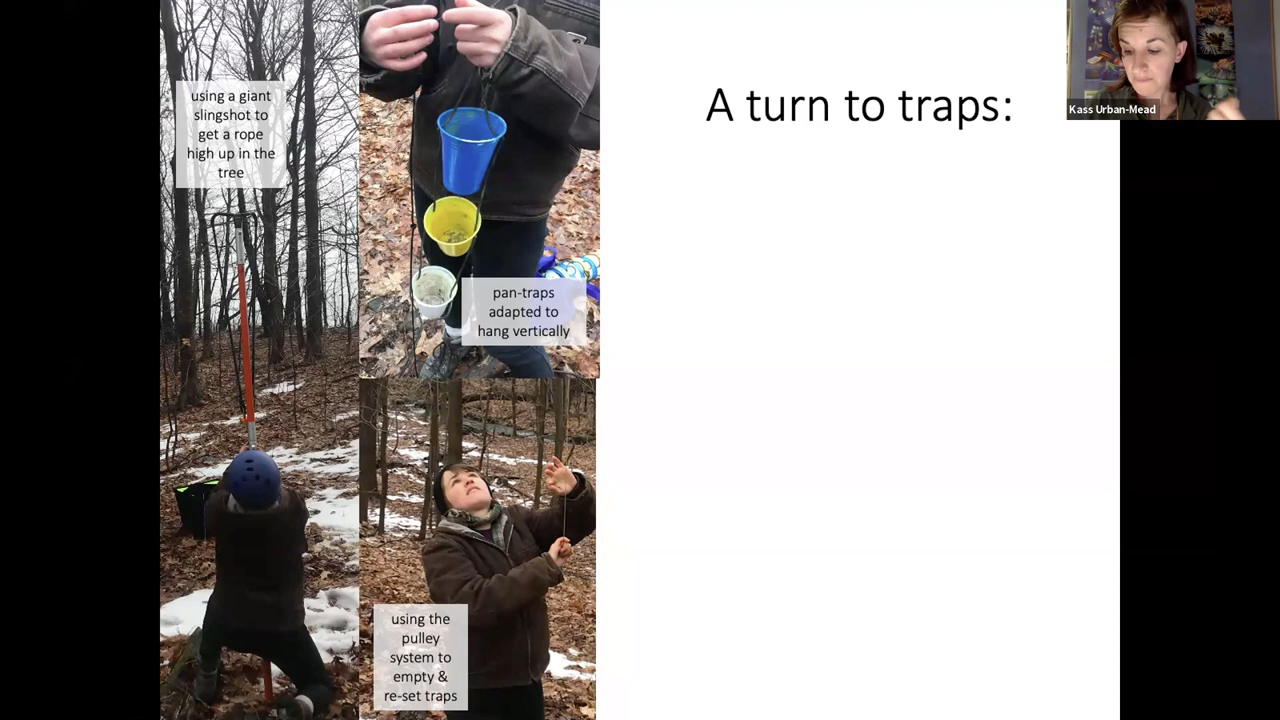 using a giant
slingshot to
get a rope
high up in the
tree
pan-traps
adapted to
hang vertically
using the
pulley
system to
empty &
re-set traps
A turn to traps:
Kass Urban-Mead